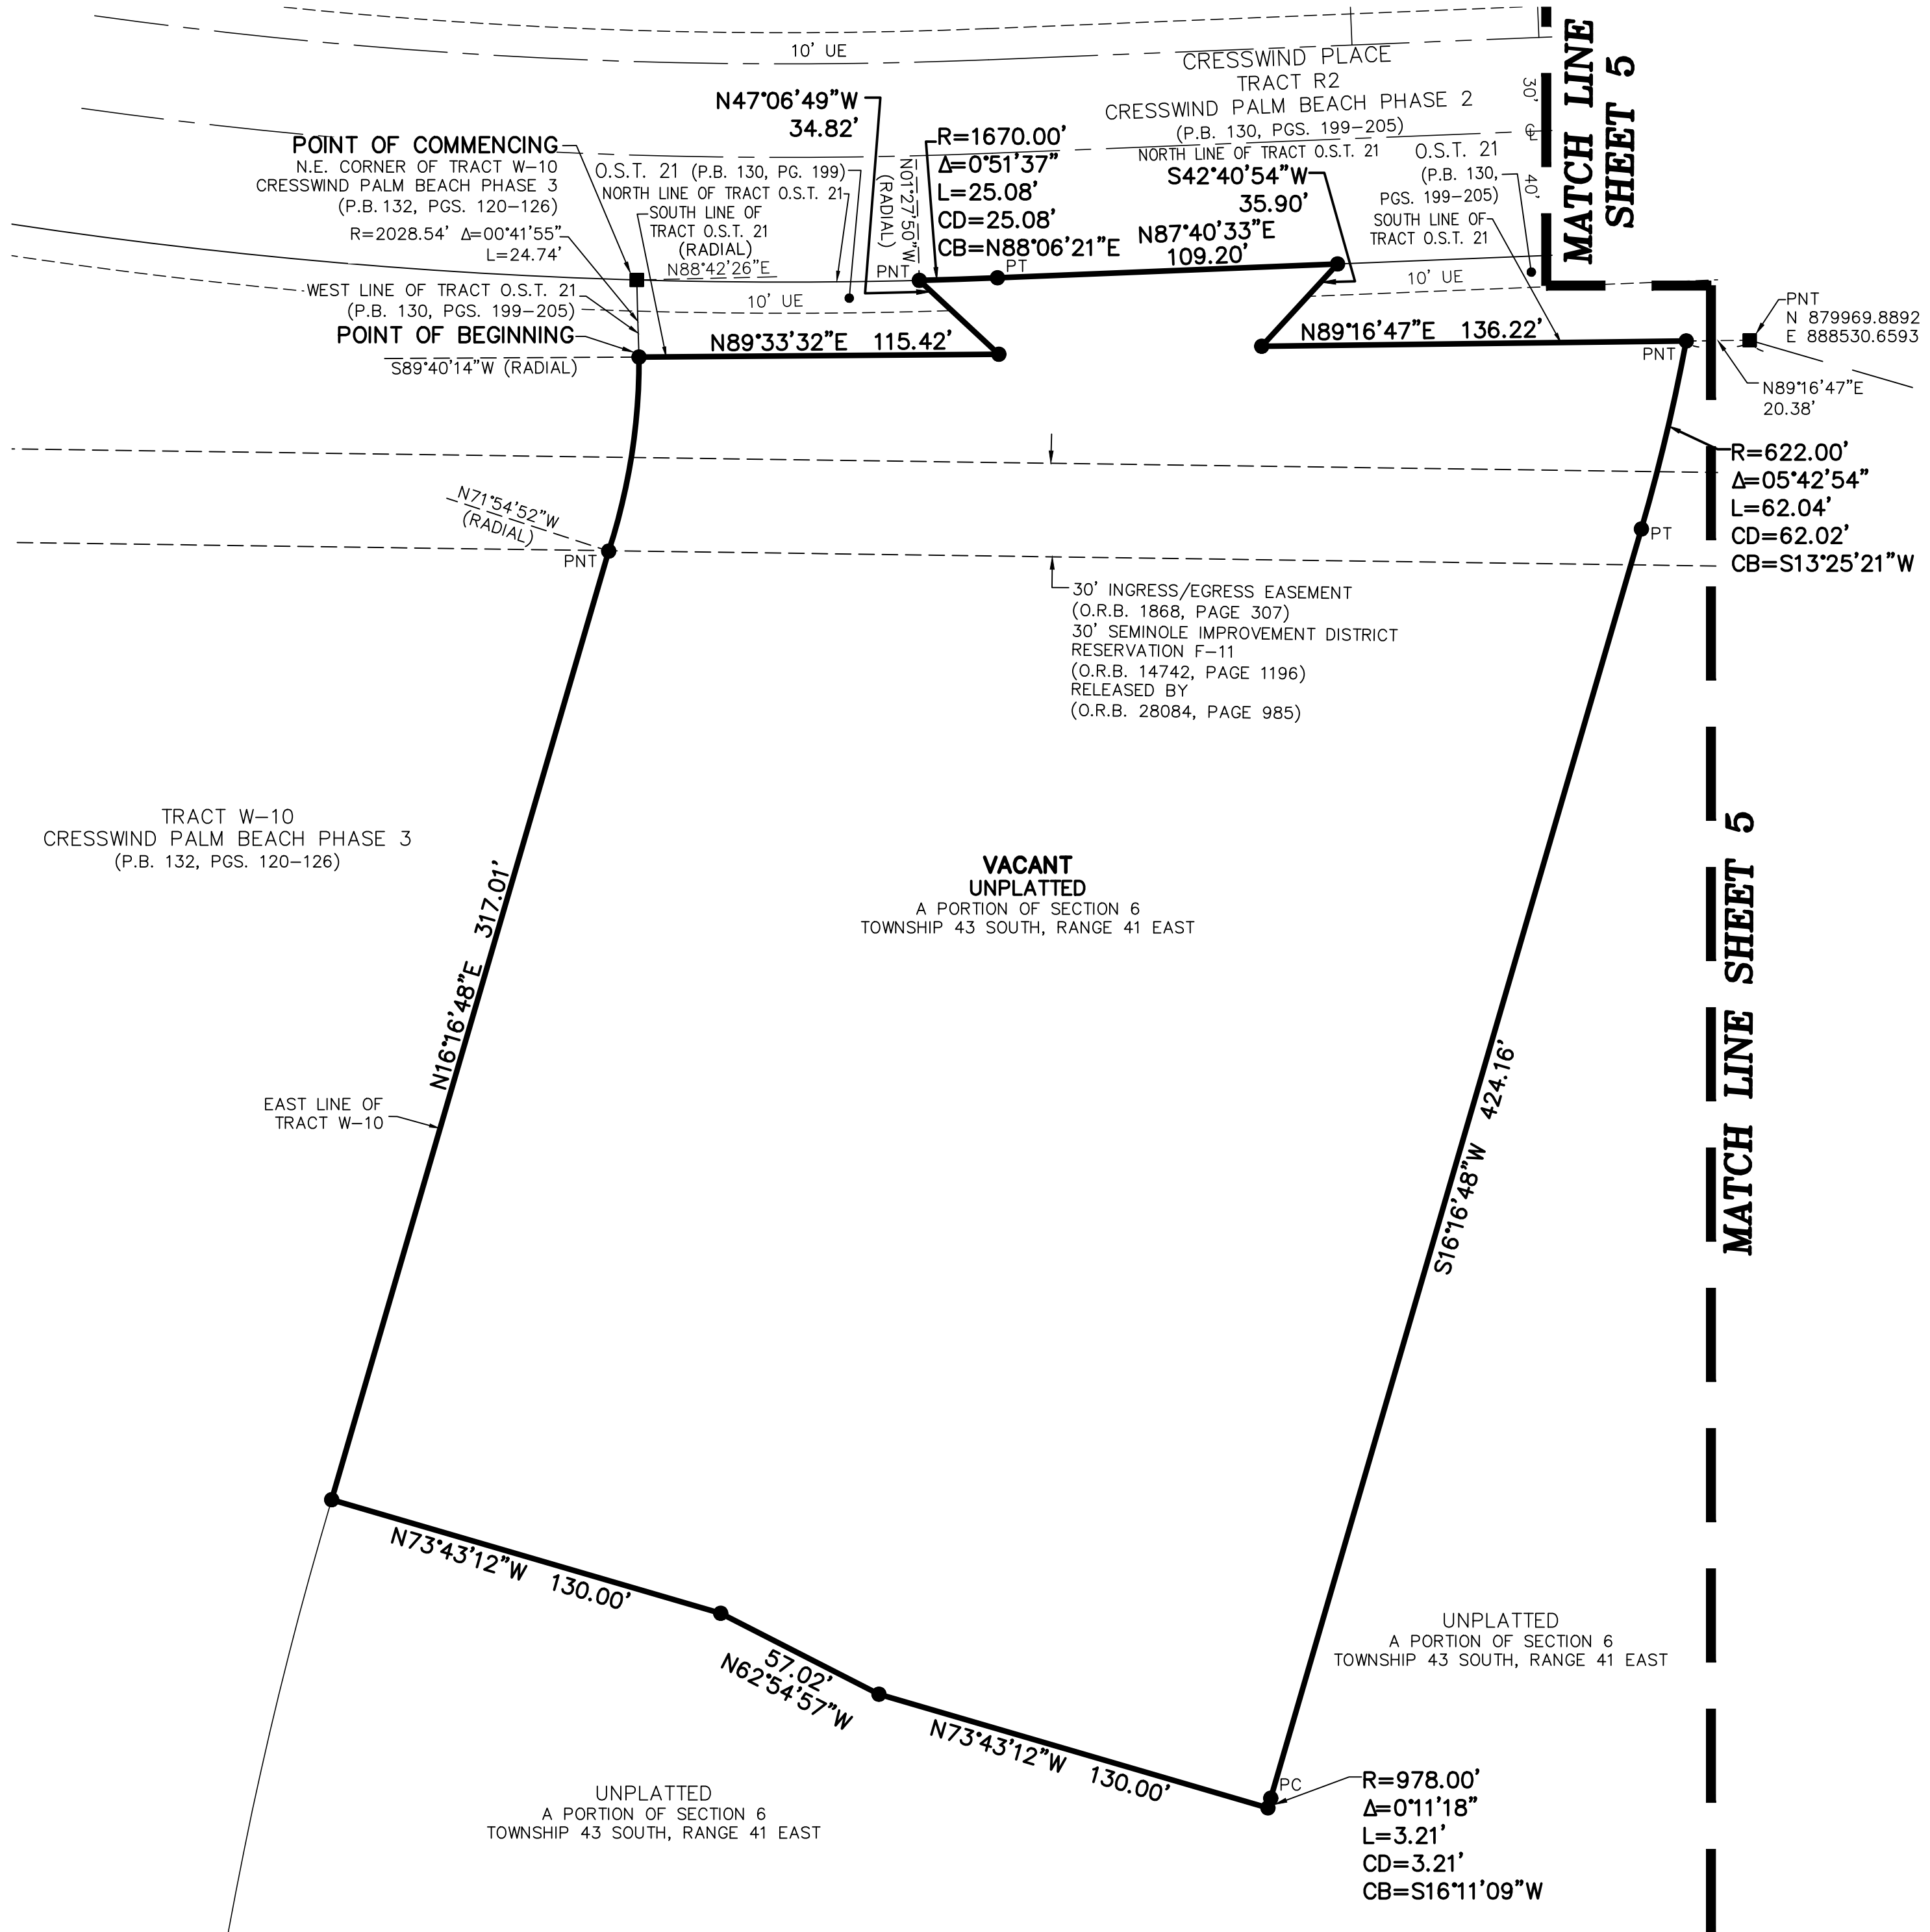 10' UE
CRESSWIND PLACE
TRACT R2
CRESSWIND PALM BEACH PHASE 2
(P.B. 130, PGS. 199-205)
NORTH LINE OF TRACT O.S.T. 21
30'
℄
40'
MATCH LINE
SHEET 5
N47°06'49"W
34.82'
POINT OF COMMENCING
N.E. CORNER OF TRACT W-10
CRESSWIND PALM BEACH PHASE 3
(P.B. 132, PGS. 120-126)
R=2028.54' Δ=00°41'55"
L=24.74'
O.S.T. 21 (P.B. 130, PG. 199)
NORTH LINE OF TRACT O.S.T. 21
SOUTH LINE OF
TRACT O.S.T. 21
(RADIAL)
N88°42'26"E
N01°27'50"W
(RADIAL)
PNT
R=1670.00'
Δ=0°51'37"
L=25.08'
CD=25.08'
CB=N88°06'21"E
PT
S42°40'54"W
35.90'
N87°40'33"E
109.20'
O.S.T. 21
(P.B. 130,
PGS. 199-205)
SOUTH LINE OF
TRACT O.S.T. 21
10' UE
10' UE
WEST LINE OF TRACT O.S.T. 21
(P.B. 130, PGS. 199-205)
POINT OF BEGINNING
S89°40'14"W (RADIAL)
N89°33'32"E 115.42'
N89°16'47"E 136.22'
PNT
PNT
N 879969.8892
E 888530.6593
N89°16'47"E
20.38'
R=622.00'
Δ=05°42'54"
L=62.04'
CD=62.02'
CB=S13°25'21"W
PT
N71°54'52"W
(RADIAL)
PNT
30' INGRESS/EGRESS EASEMENT
(O.R.B. 1868, PAGE 307)
30' SEMINOLE IMPROVEMENT DISTRICT
RESERVATION F-11
(O.R.B. 14742, PAGE 1196)
RELEASED BY
(O.R.B. 28084, PAGE 985)
TRACT W-10
CRESSWIND PALM BEACH PHASE 3
(P.B. 132, PGS. 120-126)
VACANT
UNPLATTED
A PORTION OF SECTION 6
TOWNSHIP 43 SOUTH, RANGE 41 EAST
N16°16'48"E 317.01'
EAST LINE OF
TRACT W-10
S16°16'48"W 424.16'
MATCH LINE SHEET 5
N73°43'12"W 130.00'
57.02'
N62°54'57"W
N73°43'12"W 130.00'
UNPLATTED
A PORTION OF SECTION 6
TOWNSHIP 43 SOUTH, RANGE 41 EAST
UNPLATTED
A PORTION OF SECTION 6
TOWNSHIP 43 SOUTH, RANGE 41 EAST
PC
R=978.00'
Δ=0°11'18"
L=3.21'
CD=3.21'
CB=S16°11'09"W